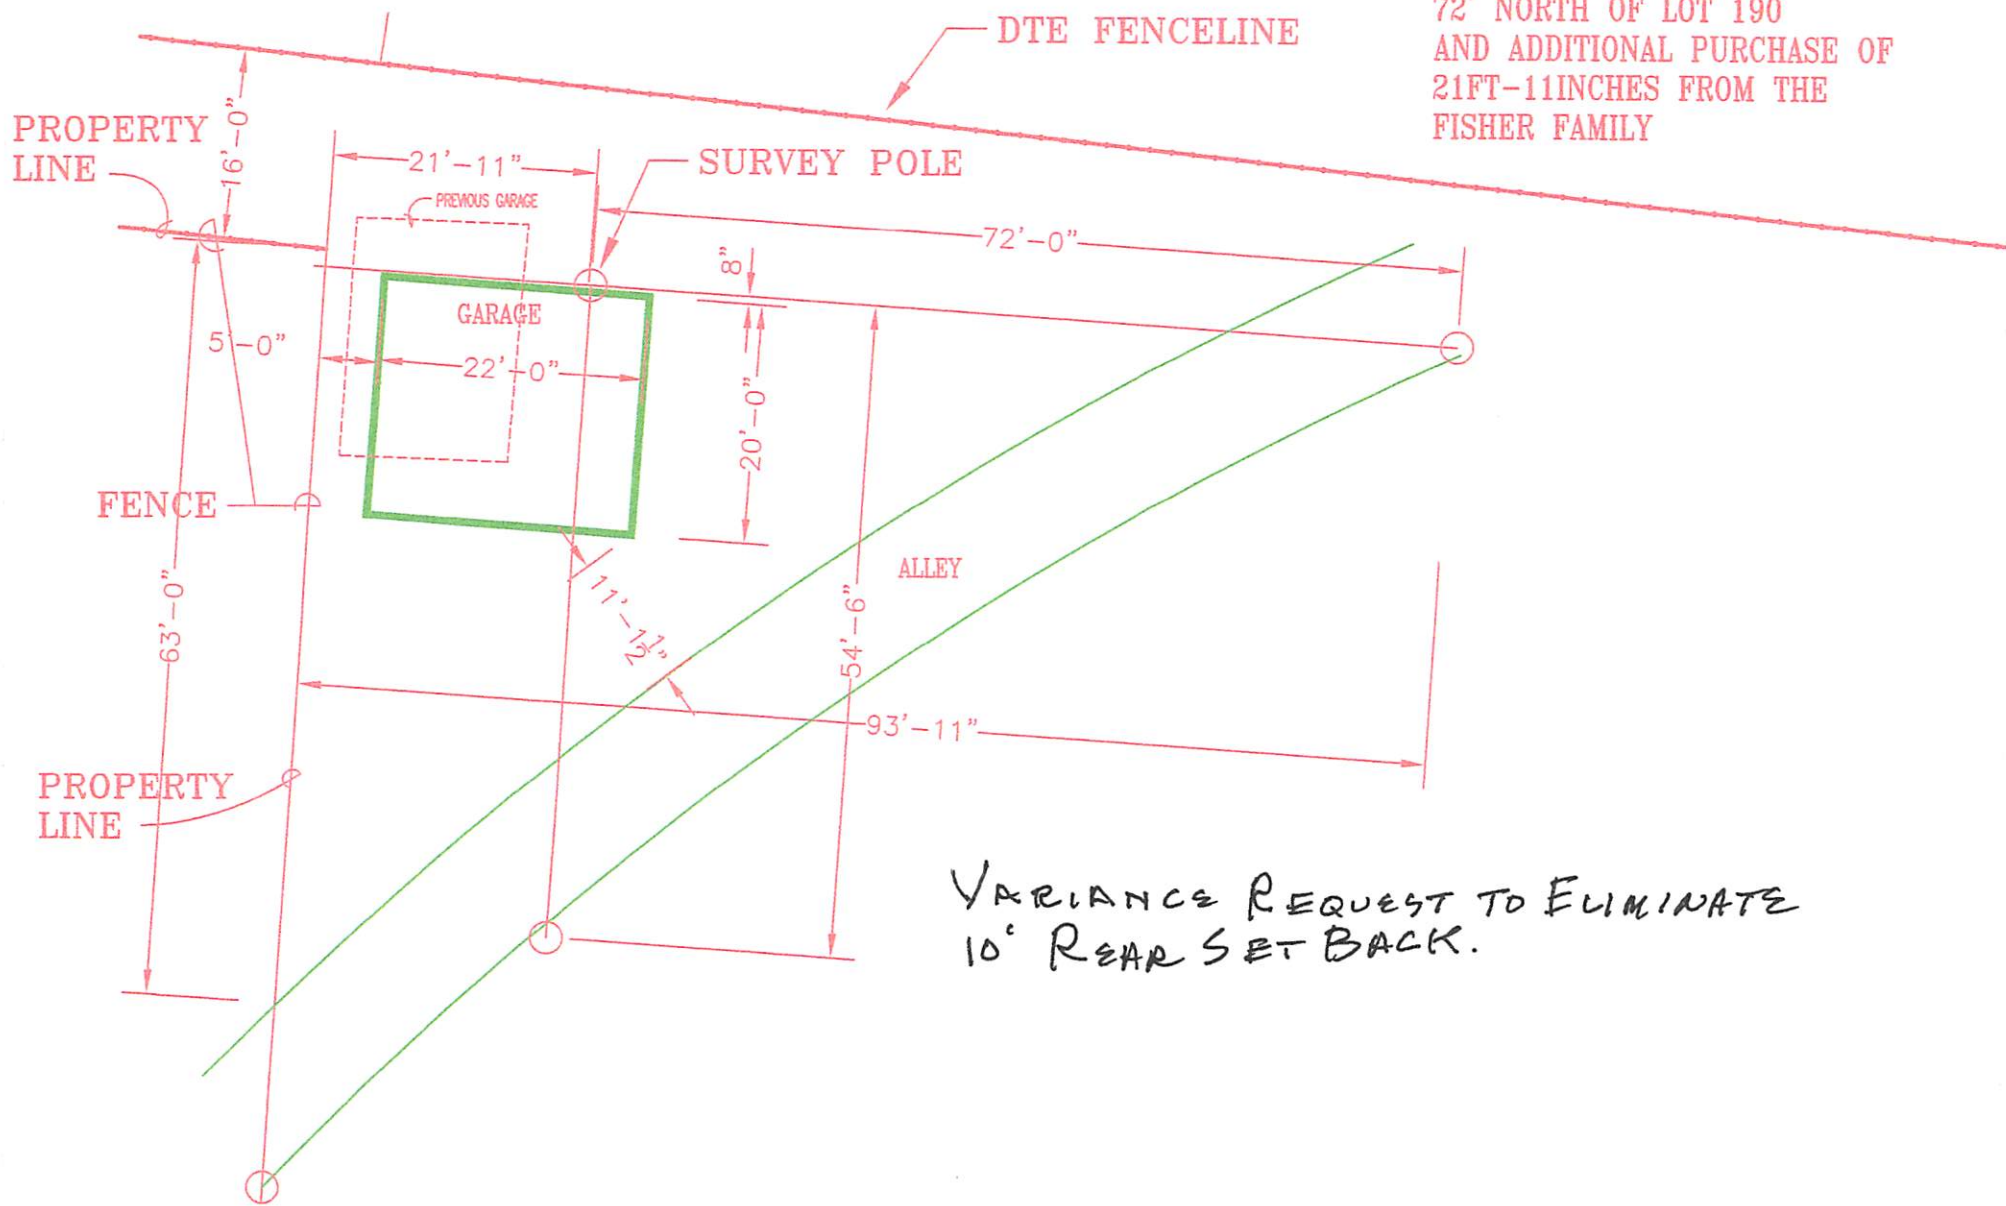 72' NORTH OF LOT 190
AND ADDITIONAL PURCHASE OF
21FT-11INCHES FROM THE
FISHER FAMILY
DTE FENCELINE
PROPERTY
LINE
16'-0"
21'-11"
SURVEY POLE
PREVIOUS GARAGE
72'-0"
8"
GARAGE
5'-0"
22'-0"
20'-0"
FENCE
ALLEY
11'-1 1/2"
63'-0"
54'-6"
93'-11"
PROPERTY
LINE
VARIANCE REQUEST TO ELIMINATE
10' REAR SET BACK.